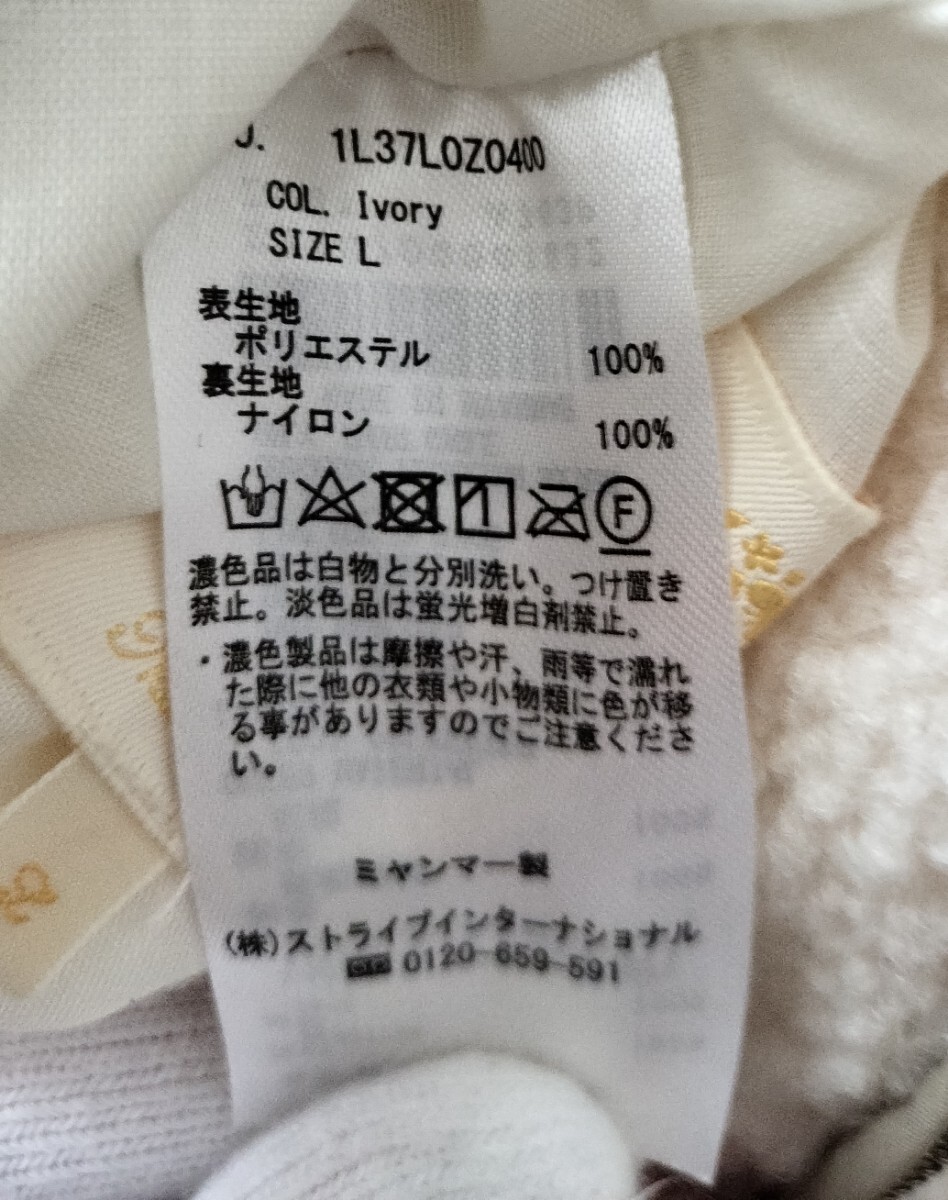 J. 1L37L0Z0400
COL. Ivory
SIZE L
表生地
ポリエステル 100%
裏生地
ナイロン 100%
F
濃色品は白物と分別洗い。つけ置き
禁止。淡色品は蛍光増白剤禁止。
・濃色製品は摩擦や汗、雨等で濡れ
た際に他の衣類や小物類に色が移
る事がありますのでご注意くださ
い。
ミャンマー製
(株)ストライプインターナショナル
0120-659-591